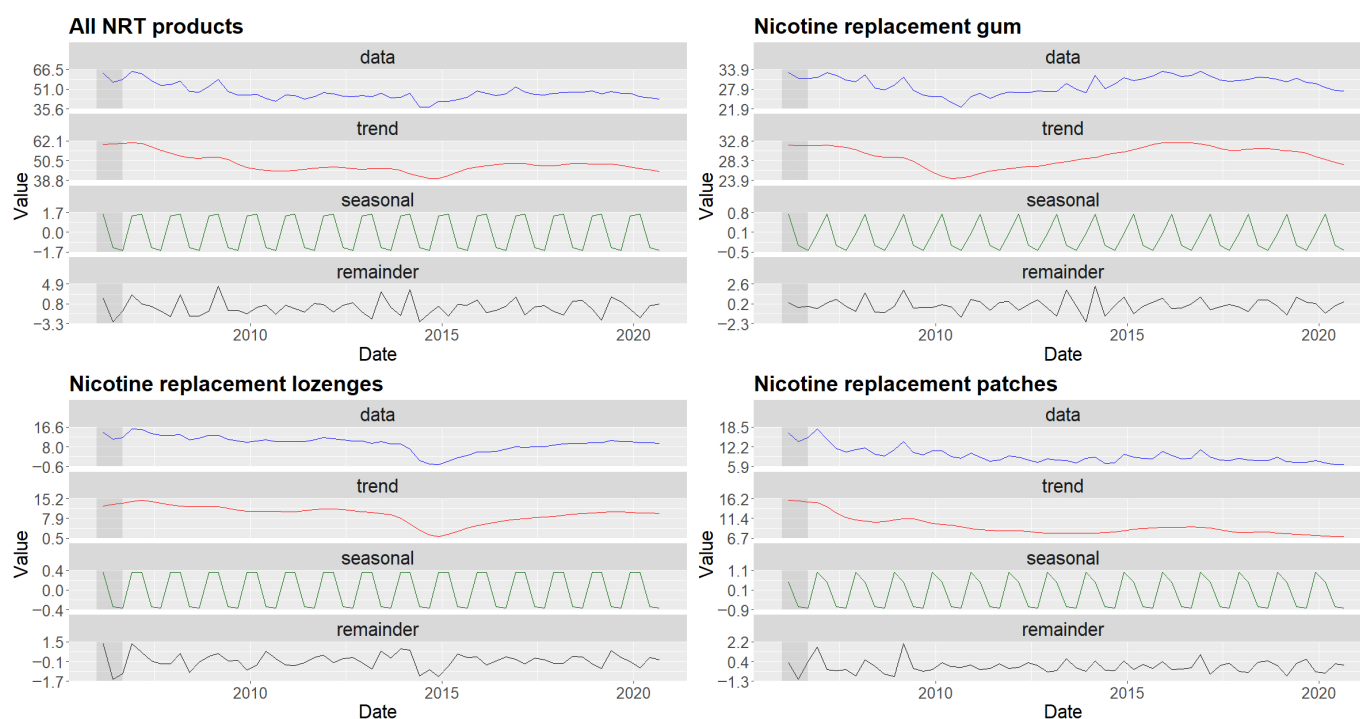 All NRT products
data
66.5
51.0
35.6
trend
62.1
50.5
38.8
seasonal
1.7
0.0
−1.7
remainder
4.9
0.8
−3.3
Value
2010 2015 2020
Date
Nicotine replacement gum
data
33.9
27.9
21.9
trend
32.8
28.3
23.9
seasonal
0.8
0.1
−0.5
remainder
2.6
0.2
−2.3
Value
2010 2015 2020
Date
Nicotine replacement lozenges
data
16.6
8.0
−0.6
trend
15.2
7.9
0.5
seasonal
0.4
0.0
−0.4
remainder
1.5
−0.1
−1.7
Value
2010 2015 2020
Date
Nicotine replacement patches
data
18.5
12.2
5.9
trend
16.2
11.4
6.7
seasonal
1.1
0.1
−0.9
remainder
2.2
0.4
−1.3
Value
2010 2015 2020
Date